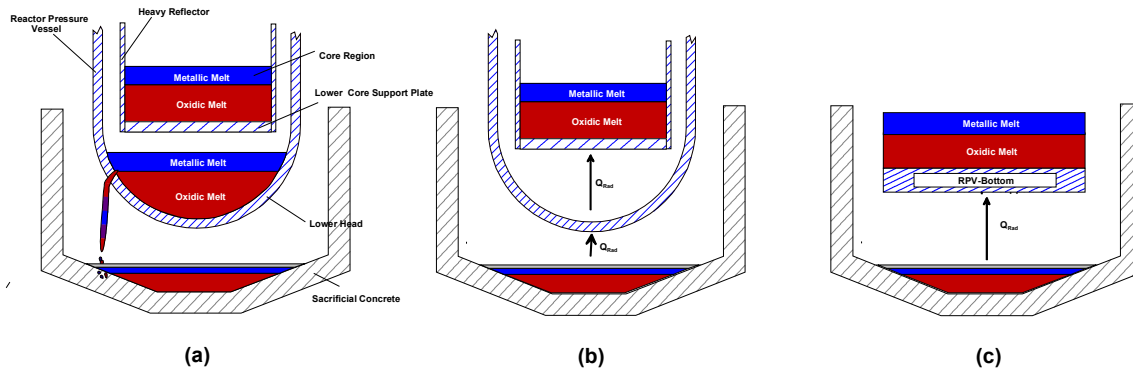 Reactor Pressure
Vessel
Heavy Reflector
Core Region
Metallic Melt
Oxidic Melt
Lower Core Support Plate
Metallic Melt
Oxidic Melt
Lower Head
Sacrificial Concrete
(a)
Metallic Melt
Oxidic Melt
QRad
QRad
(b)
Metallic Melt
Oxidic Melt
RPV-Bottom
QRad
(c)